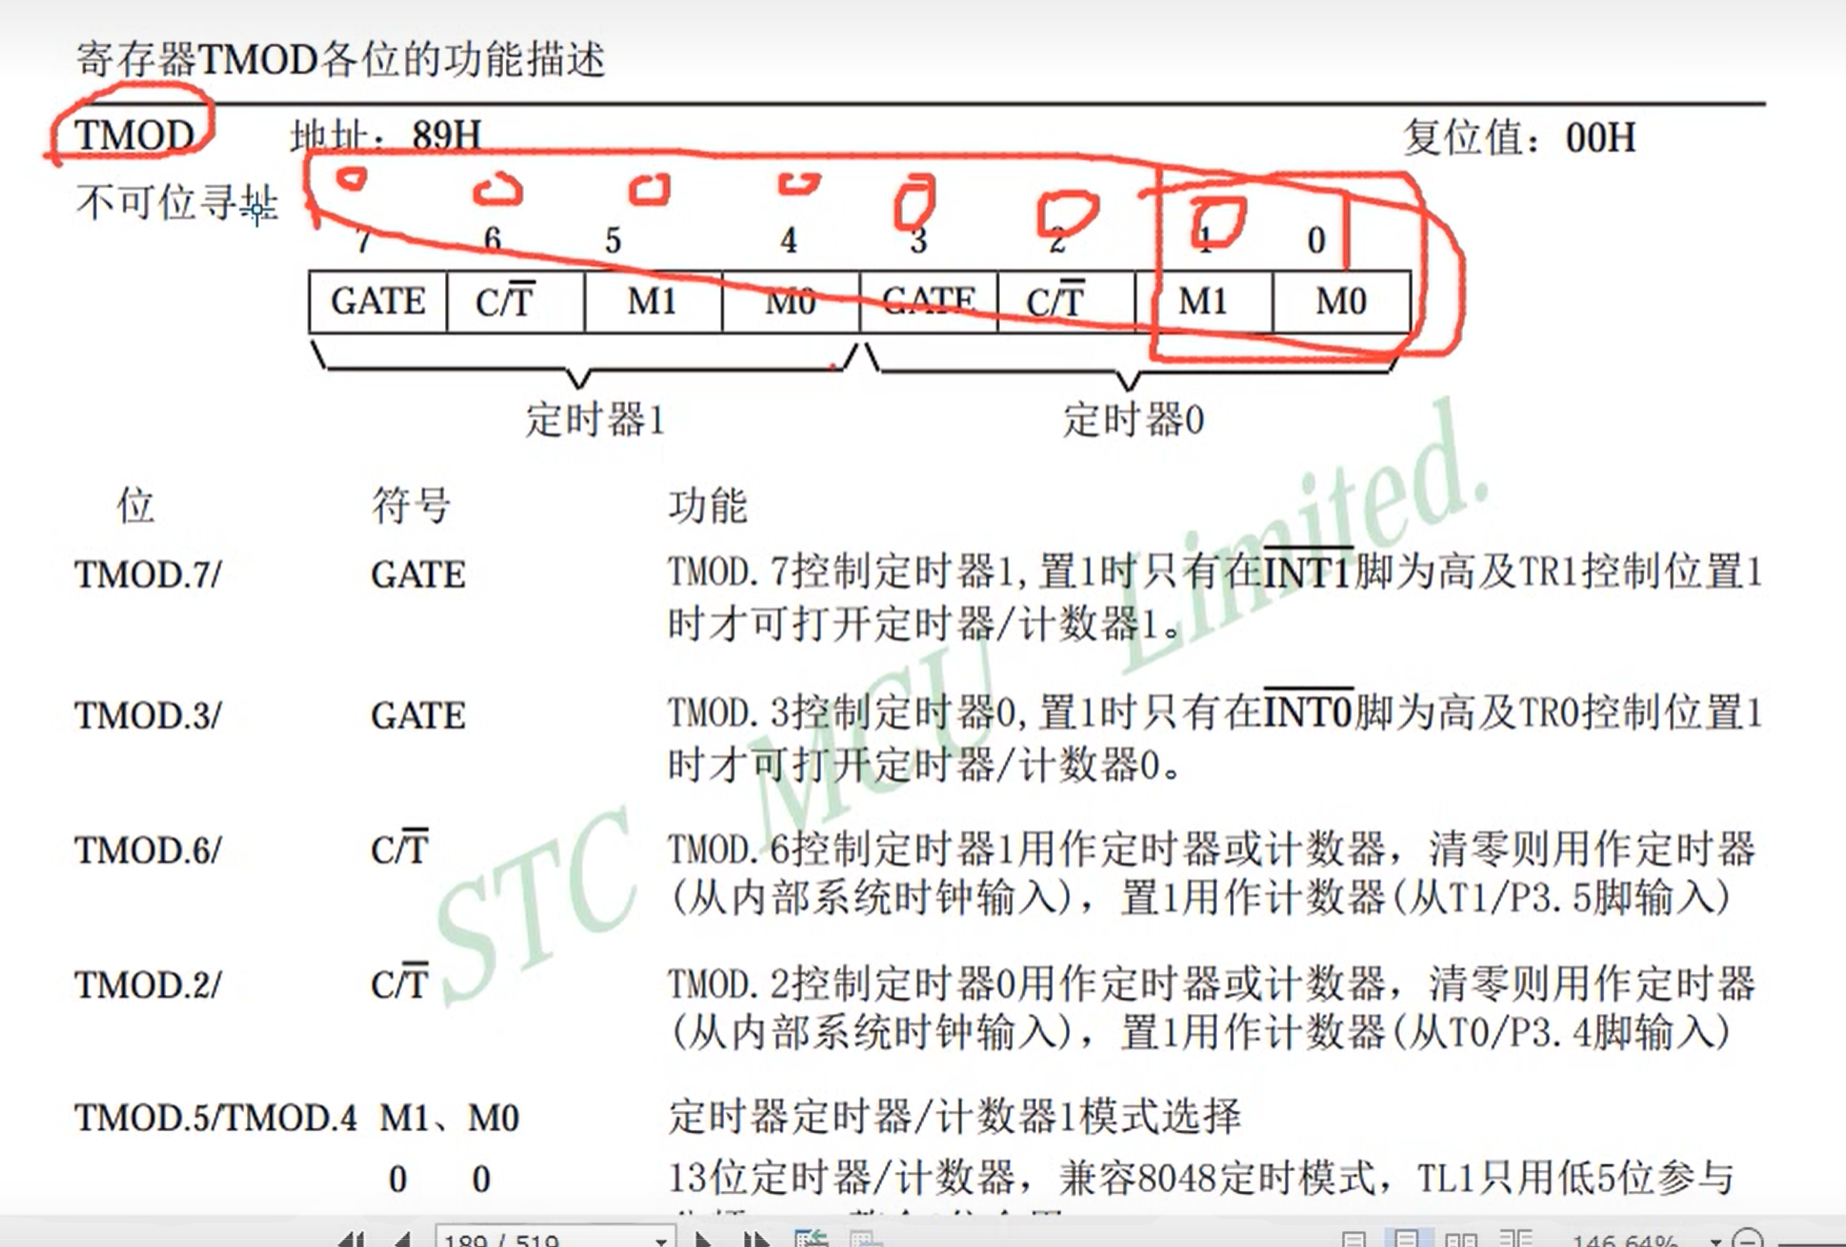 寄存器TMOD各位的功能描述
TMOD 地址：89H 复位值：00H
不可位寻址
7 6 5 4 3 2 1 0
GATE C/T̅ M1 M0 GATE C/T̅ M1 M0
定时器1 定时器0
位 符号 功能
TMOD.7/ GATE TMOD.7控制定时器1,置1时只有在I̅N̅T̅1̅脚为高及TR1控制位置1
时才可打开定时器/计数器1。
TMOD.3/ GATE TMOD.3控制定时器0,置1时只有在I̅N̅T̅0̅脚为高及TR0控制位置1
时才可打开定时器/计数器0。
TMOD.6/ C/T̅ TMOD.6控制定时器1用作定时器或计数器，清零则用作定时器
(从内部系统时钟输入)，置1用作计数器(从T1/P3.5脚输入)
TMOD.2/ C/T̅ TMOD.2控制定时器0用作定时器或计数器，清零则用作定时器
(从内部系统时钟输入)，置1用作计数器(从T0/P3.4脚输入)
TMOD.5/TMOD.4 M1、M0 定时器定时器/计数器1模式选择
0 0 13位定时器/计数器，兼容8048定时模式，TL1只用低5位参与
STC MCU Limited.
189 / 519 146.64%